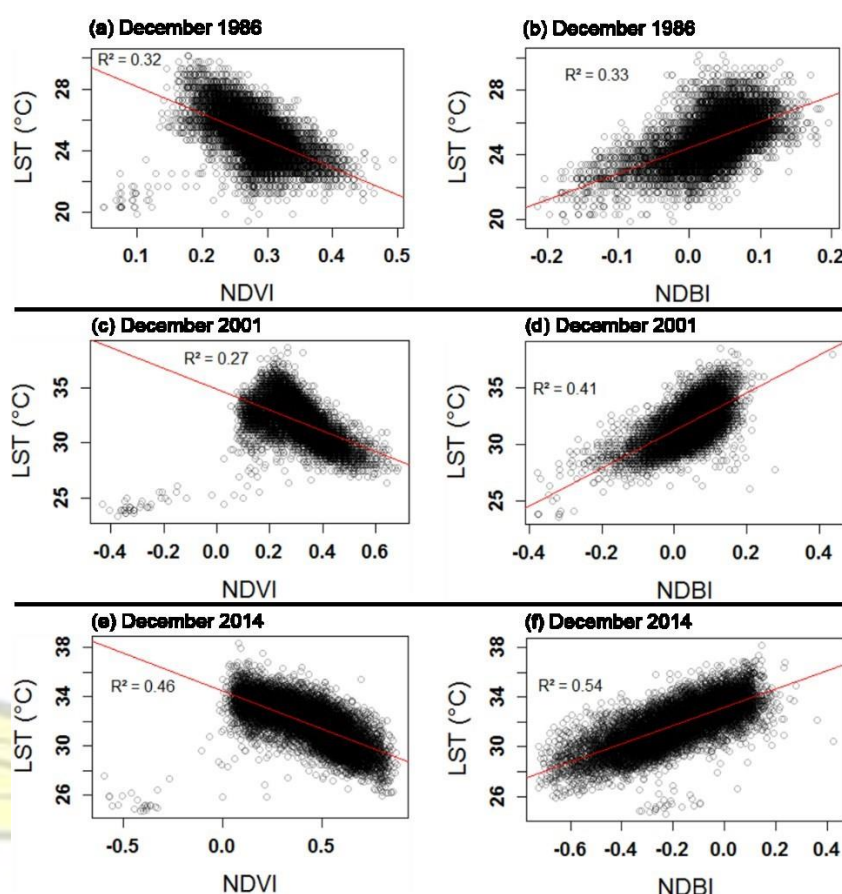 (a) December 1986
R² = 0.32
LST (°C)
28
24
20
0.1 0.2 0.3 0.4 0.5
NDVI
(b) December 1986
R² = 0.33
LST (°C)
28
24
20
-0.2 -0.1 0.0 0.1 0.2
NDBI
(c) December 2001
R² = 0.27
LST (°C)
35
30
25
-0.4 -0.2 0.0 0.2 0.4 0.6
NDVI
(d) December 2001
R² = 0.41
LST (°C)
35
30
25
-0.4 -0.2 0.0 0.2 0.4
NDBI
(e) December 2014
R² = 0.46
LST (°C)
38
34
30
26
-0.5 0.0 0.5
NDVI
(f) December 2014
R² = 0.54
LST (°C)
38
34
30
26
-0.6 -0.4 -0.2 0.0 0.2 0.4
NDBI